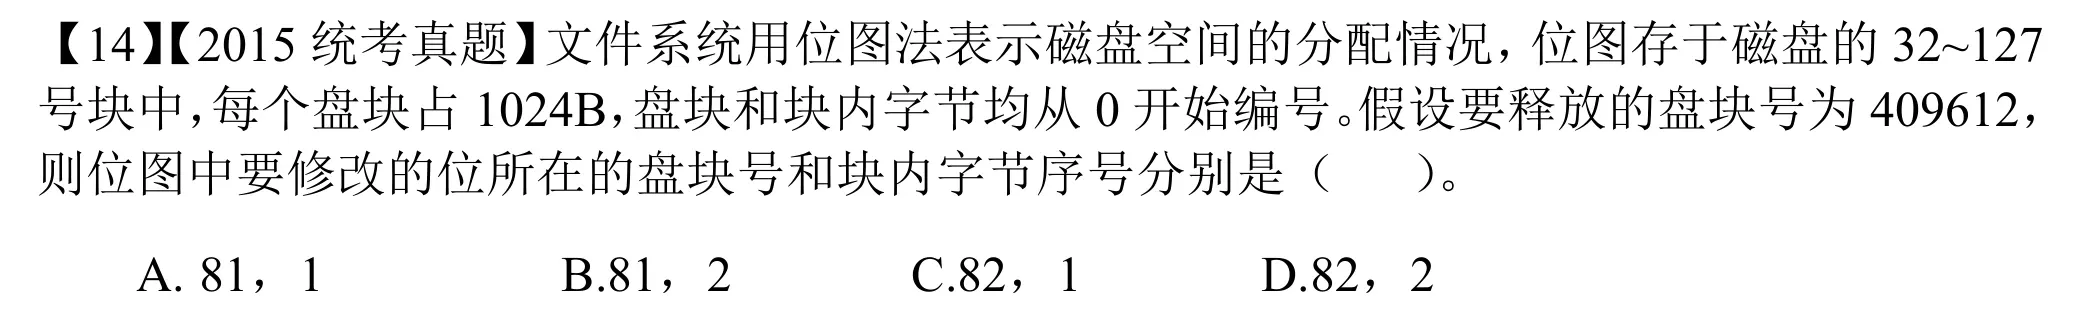 【14】【2015 统考真题】文件系统用位图法表示磁盘空间的分配情况，位图存于磁盘的 32~127
号块中，每个盘块占 1024B，盘块和块内字节均从 0 开始编号。假设要释放的盘块号为 409612，
则位图中要修改的位所在的盘块号和块内字节序号分别是（　　）。
A. 81，1　　B.81，2　　C.82，1　　D.82，2